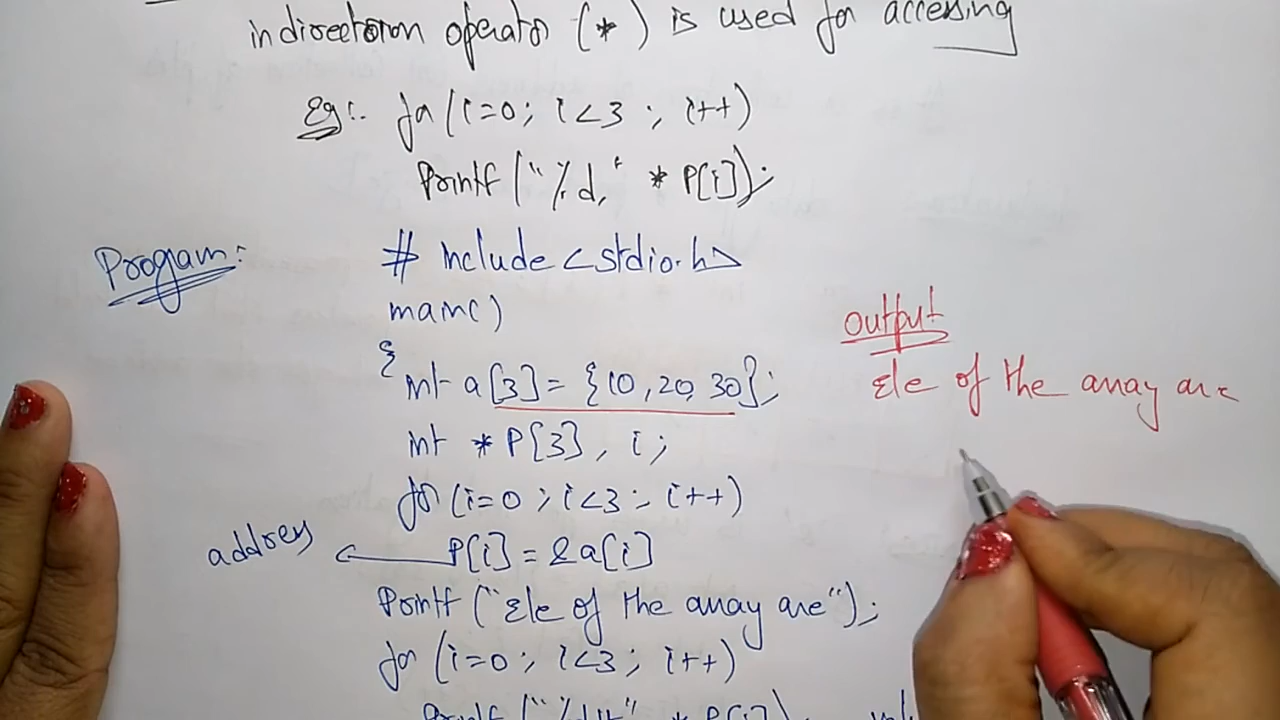 indirection operator (*) is used for accessing
Eg:- for (i=0; i<3; i++)
Printf ("%d," *P[i]);
Program:
# include <stdio.h>
main()
{
int a[3] = {10, 20, 30};
int *P[3], i;
for (i=0; i<3; i++)
address ← P[i] = &a[i]
Printf ("Ele of the array are");
for (i=0; i<3; i++)
Printf ("%d\t" *P[i]);
Output
Ele of the array are